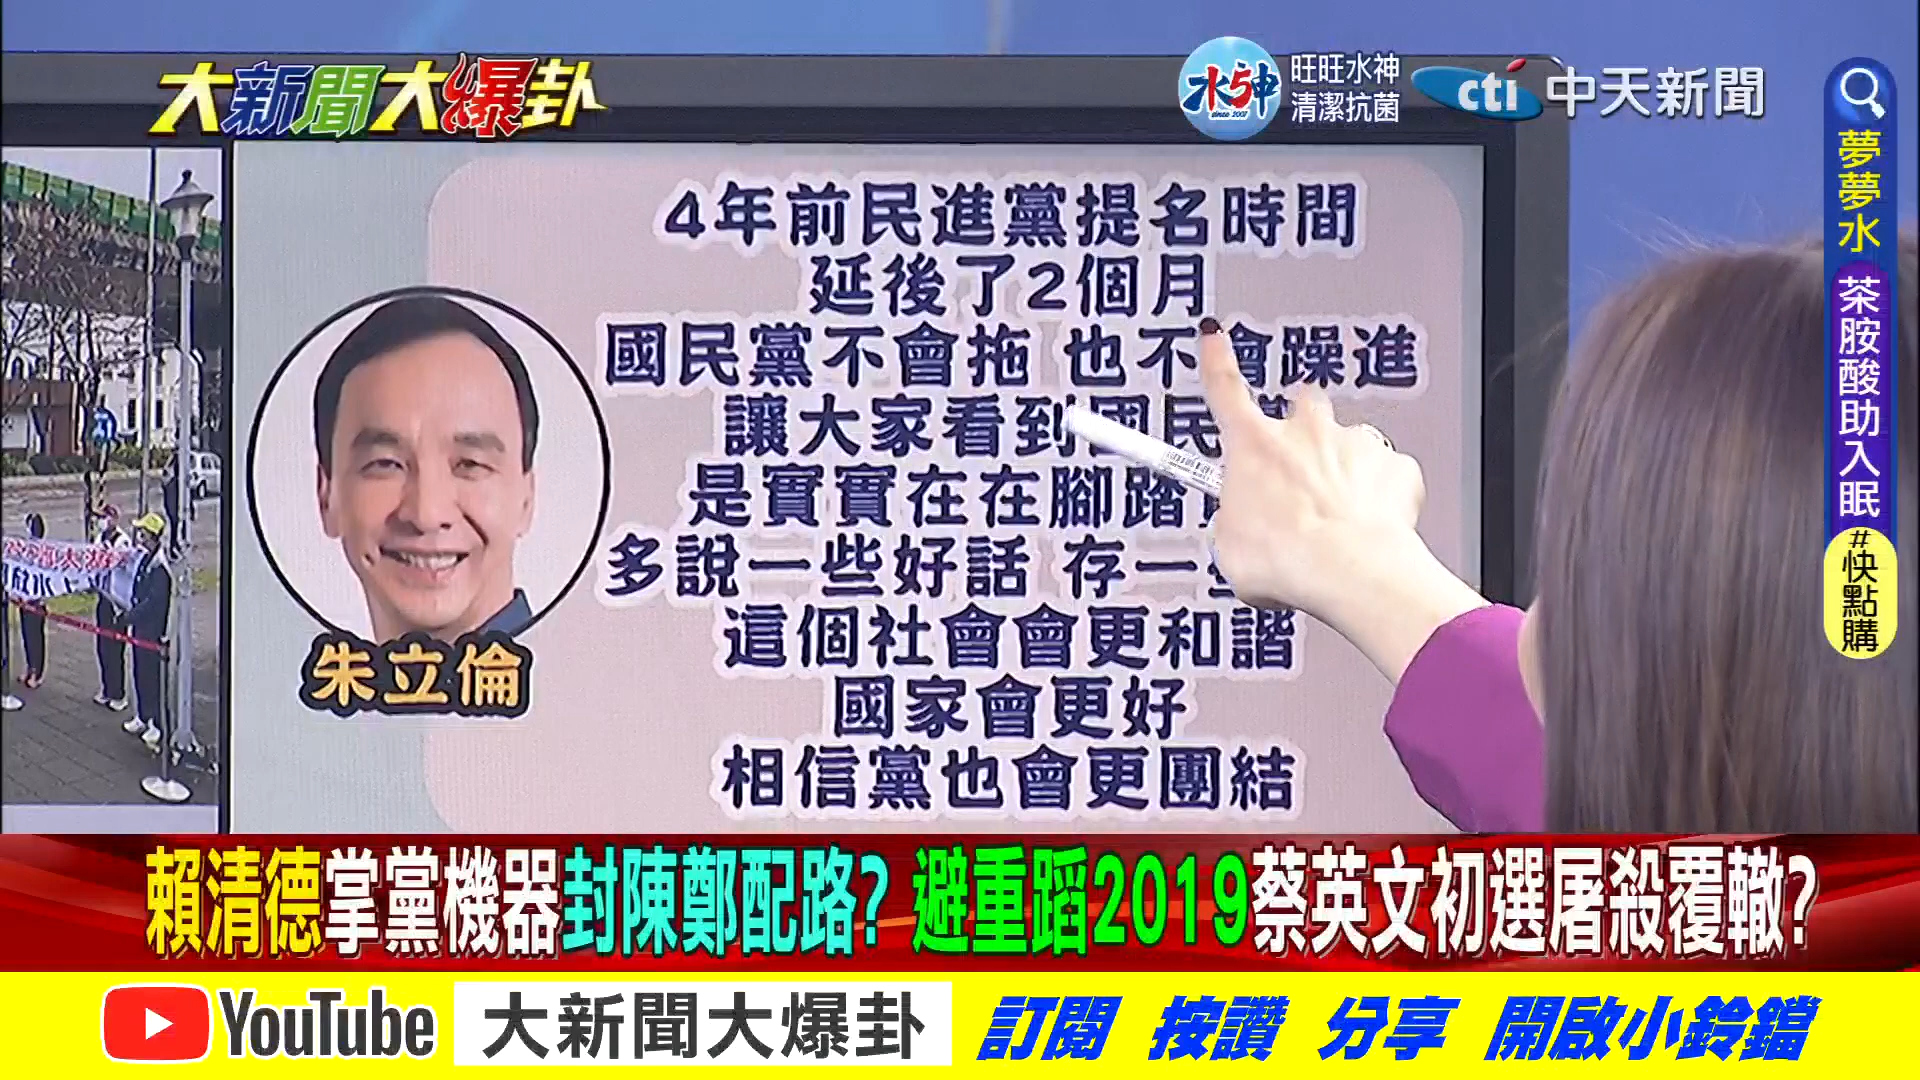 大新聞大爆卦
水神
since 2007
旺旺水神
清潔抗菌
cti 中天新聞
夢夢水 茶胺酸助入眠 #快點購
4年前民進黨提名時間
延後了2個月
國民黨不會拖 也不會躁進
讓大家看到國民
是實實在在腳踏
多說一些好話 存一些
這個社會會更和諧
國家會更好
相信黨也會更團結
朱立倫
賴清德掌黨機器封陳鄭配路? 避重蹈2019蔡英文初選屠殺覆轍?
YouTube 大新聞大爆卦 訂閱 按讚 分享 開啟小鈴鐺